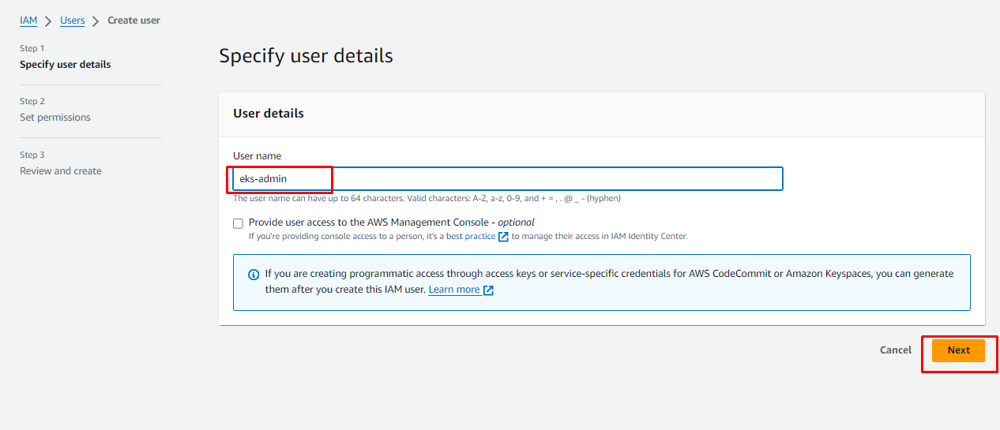 IAM > Users > Create user
Step 1
Specify user details
Step 2
Set permissions
Step 3
Review and create
Specify user details
User details
User name
eks-admin
The user name can have up to 64 characters. Valid characters: A-Z, a-z, 0-9, and + = , . @ _ - (hyphen)
Provide user access to the AWS Management Console - optional
If you're providing console access to a person, it's a best practice to manage their access in IAM Identity Center.
If you are creating programmatic access through access keys or service-specific credentials for AWS CodeCommit or Amazon Keyspaces, you can generate
them after you create this IAM user. Learn more
Cancel
Next